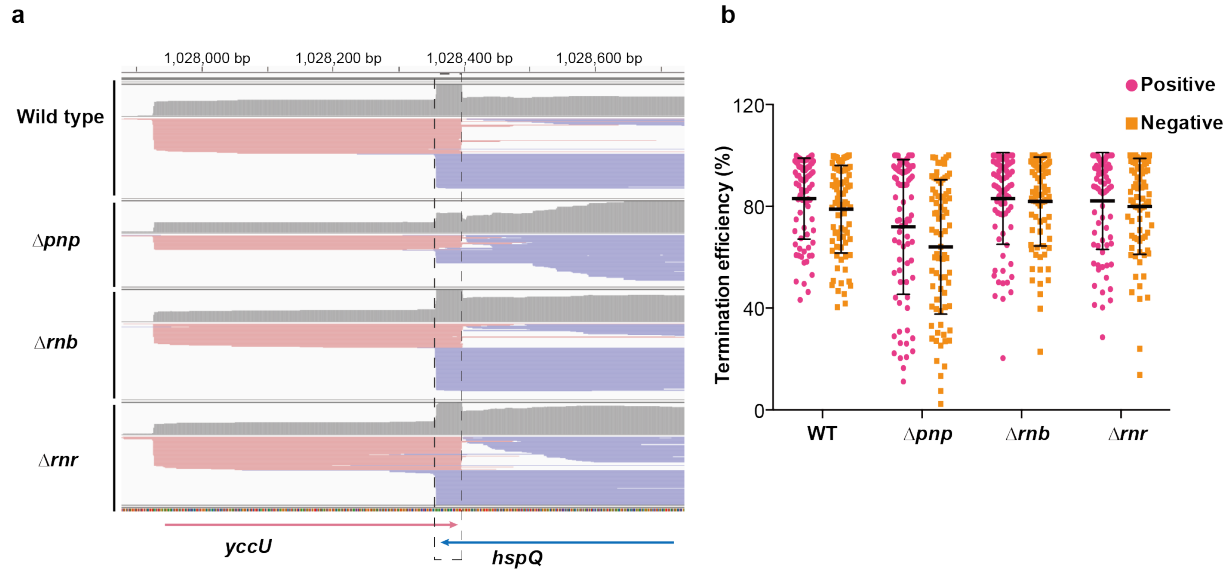 a
1,028,000 bp 1,028,200 bp 1,028,400 bp 1,028,600 bp
Wild type
Δpnp
Δrnb
Δrnr
yccU
hspQ
b
Positive
Negative
Termination efficiency (%)
120
80
40
0
WT Δpnp Δrnb Δrnr